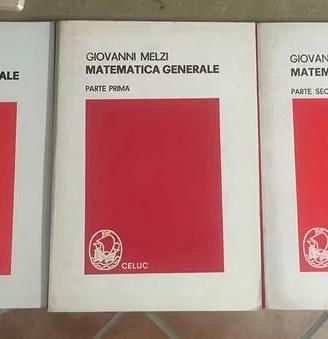 ALE
GIOVANNI MELZI
MATEMATICA GENERALE
PARTE PRIMA
CELUC
GIOVAN
MATEM
PARTE SEC